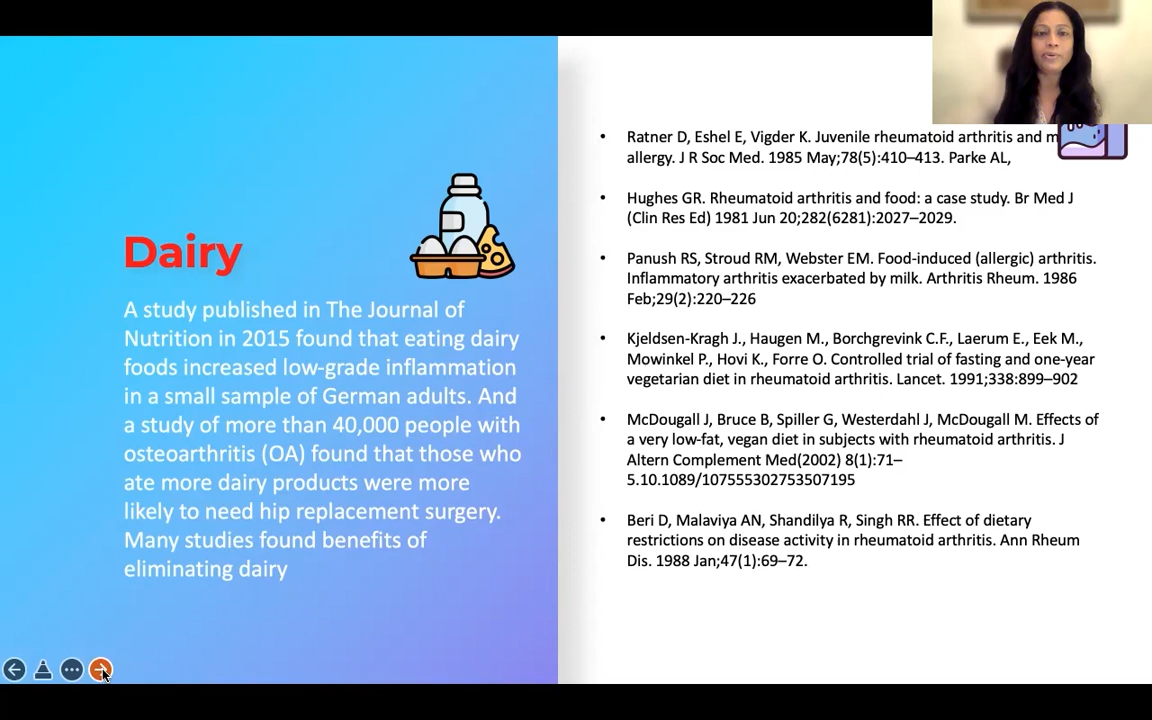 Dairy
A study published in The Journal of
Nutrition in 2015 found that eating dairy
foods increased low-grade inflammation
in a small sample of German adults. And
a study of more than 40,000 people with
osteoarthritis (OA) found that those who
ate more dairy products were more
likely to need hip replacement surgery.
Many studies found benefits of
eliminating dairy
• Ratner D, Eshel E, Vigder K. Juvenile rheumatoid arthritis and
allergy. J R Soc Med. 1985 May;78(5):410–413. Parke AL,
• Hughes GR. Rheumatoid arthritis and food: a case study. Br Med J
(Clin Res Ed) 1981 Jun 20;282(6281):2027–2029.
• Panush RS, Stroud RM, Webster EM. Food-induced (allergic) arthritis.
Inflammatory arthritis exacerbated by milk. Arthritis Rheum. 1986
Feb;29(2):220–226
• Kjeldsen-Kragh J., Haugen M., Borchgrevink C.F., Laerum E., Eek M.,
Mowinkel P., Hovi K., Forre O. Controlled trial of fasting and one-year
vegetarian diet in rheumatoid arthritis. Lancet. 1991;338:899–902
• McDougall J, Bruce B, Spiller G, Westerdahl J, McDougall M. Effects of
a very low-fat, vegan diet in subjects with rheumatoid arthritis. J
Altern Complement Med(2002) 8(1):71–
5.10.1089/107555302753507195
• Beri D, Malaviya AN, Shandilya R, Singh RR. Effect of dietary
restrictions on disease activity in rheumatoid arthritis. Ann Rheum
Dis. 1988 Jan;47(1):69–72.